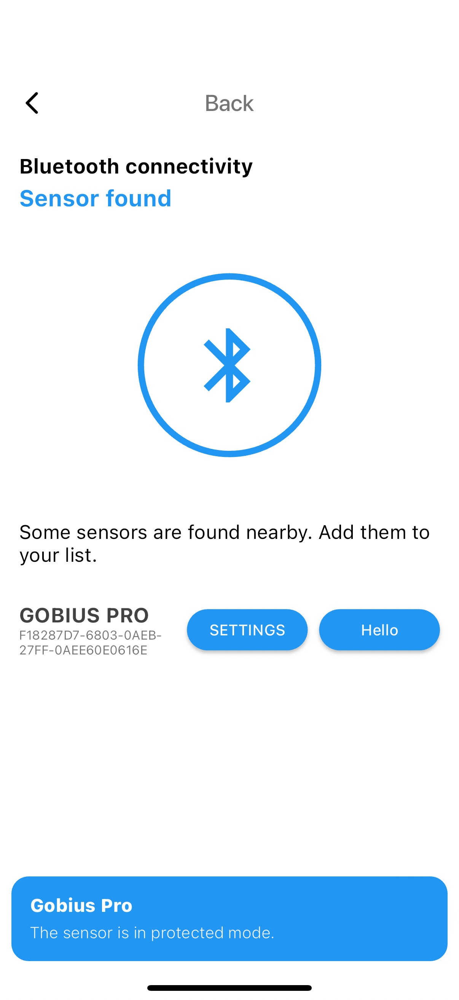 Back
Bluetooth connectivity
Sensor found
Some sensors are found nearby. Add them to
your list.
GOBIUS PRO
F18287D7-6803-0AEB-
27FF-0AEE60E0616E
SETTINGS
Hello
Gobius Pro
The sensor is in protected mode.